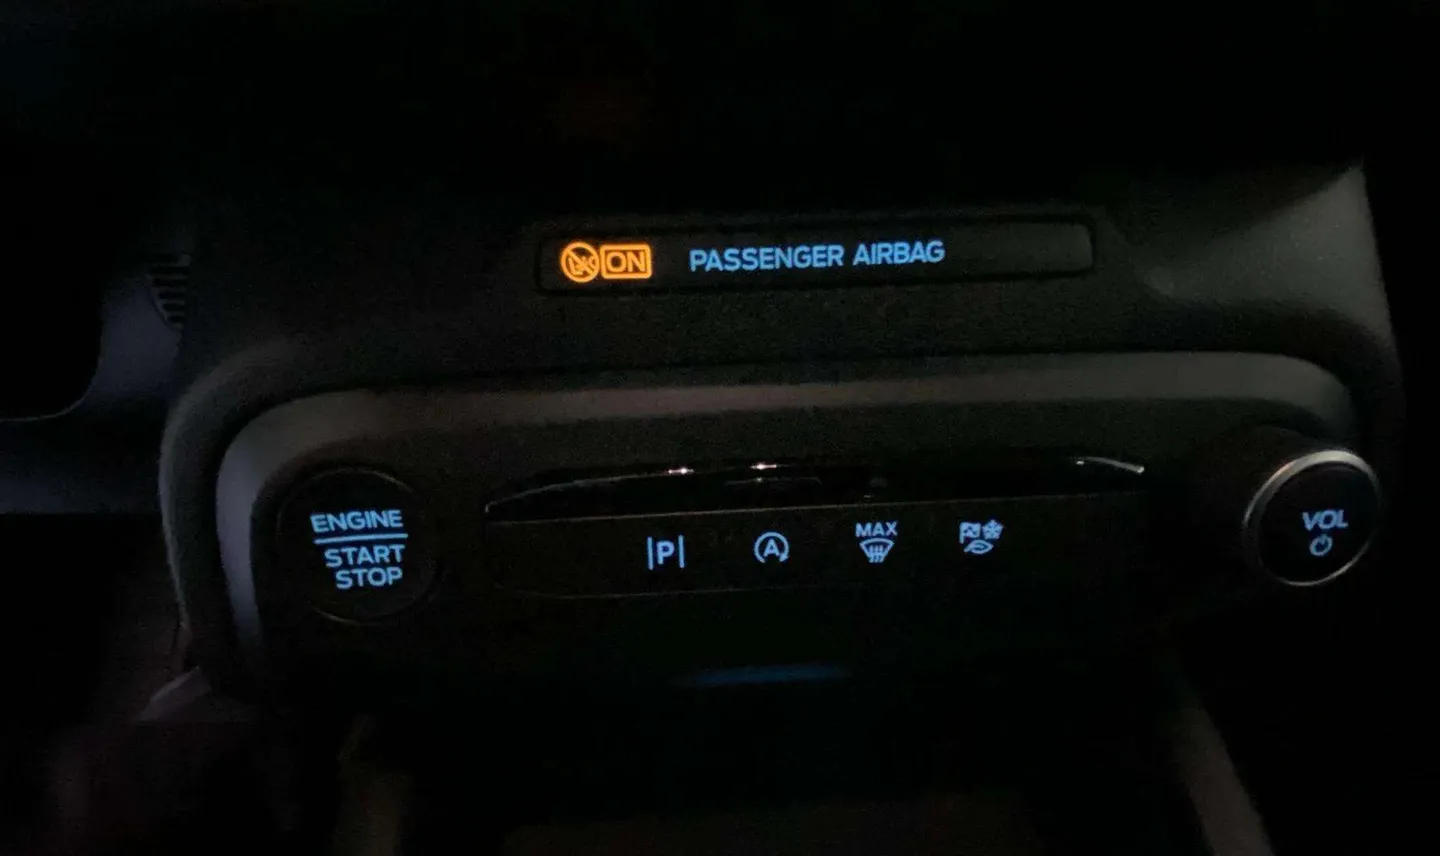 ON PASSENGER AIRBAG
ENGINE
START
STOP
P
A
MAX
VOL